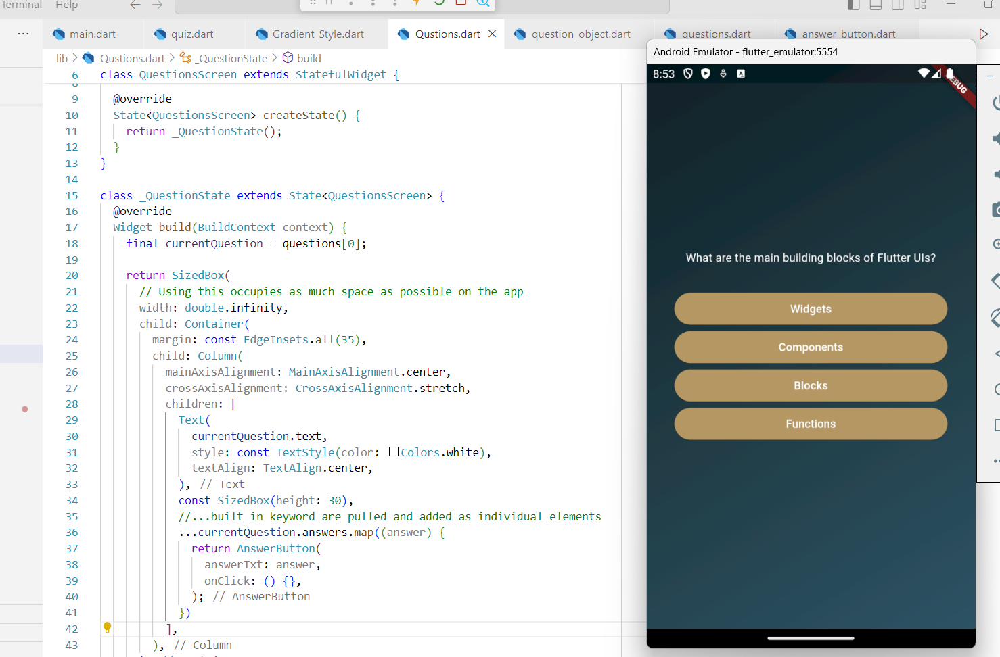 Terminal Help
main.dart quiz.dart Gradient_Style.dart Qustions.dart question_object.dart questions.dart answer_button.dart
lib > Qustions.dart > _QuestionState > build
6 class QuestionsScreen extends StatefulWidget {
8
9 @override
10 State<QuestionsScreen> createState() {
11 return _QuestionState();
12 }
13 }
14
15 class _QuestionState extends State<QuestionsScreen> {
16 @override
17 Widget build(BuildContext context) {
18 final currentQuestion = questions[0];
19
20 return SizedBox(
21 // Using this occupies as much space as possible on the app
22 width: double.infinity,
23 child: Container(
24 margin: const EdgeInsets.all(35),
25 child: Column(
26 mainAxisAlignment: MainAxisAlignment.center,
27 crossAxisAlignment: CrossAxisAlignment.stretch,
28 children: [
29 Text(
30 currentQuestion.text,
31 style: const TextStyle(color: Colors.white),
32 textAlign: TextAlign.center,
33 ), // Text
34 const SizedBox(height: 30),
35 //...built in keyword are pulled and added as individual elements
36 ...currentQuestion.answers.map((answer) {
37 return AnswerButton(
38 answerTxt: answer,
39 onClick: () {},
40 ); // AnswerButton
41 })
42 ],
43 ), // Column
Android Emulator - flutter_emulator:5554
8:53
What are the main building blocks of Flutter UIs?
Widgets
Components
Blocks
Functions